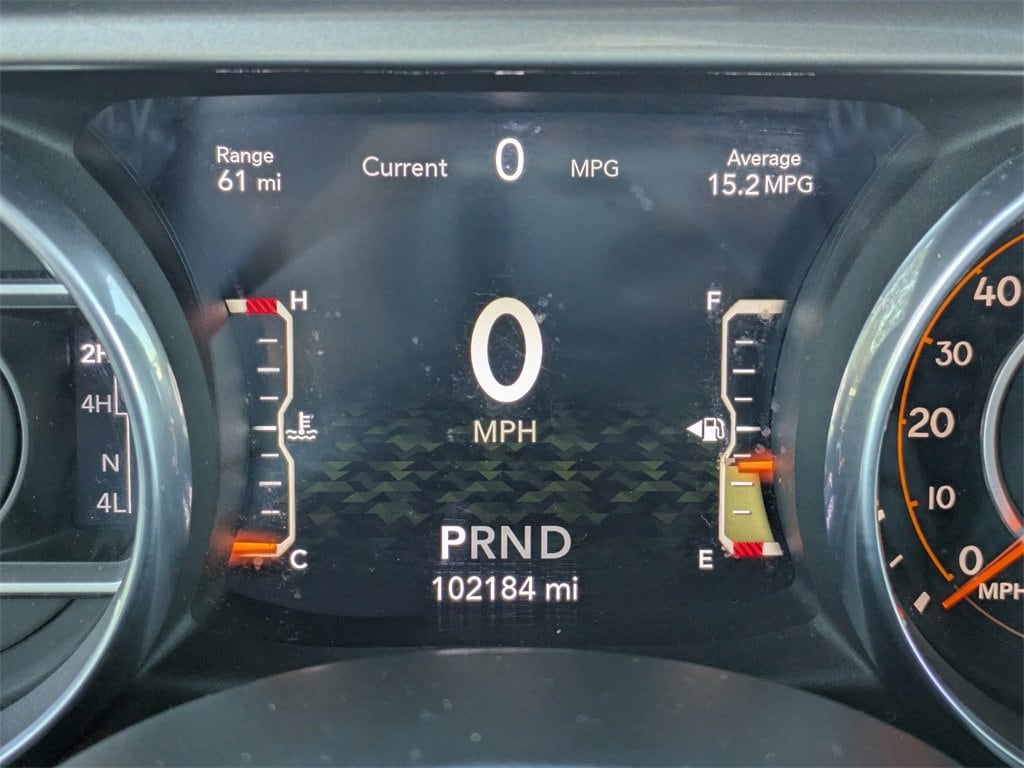 Range
61 mi
Current 0 MPG
Average
15.2 MPG
H
C
0
MPH
F
E
PRND
102184 mi
2H
4H
N
4L
40
30
20
10
0
MPH